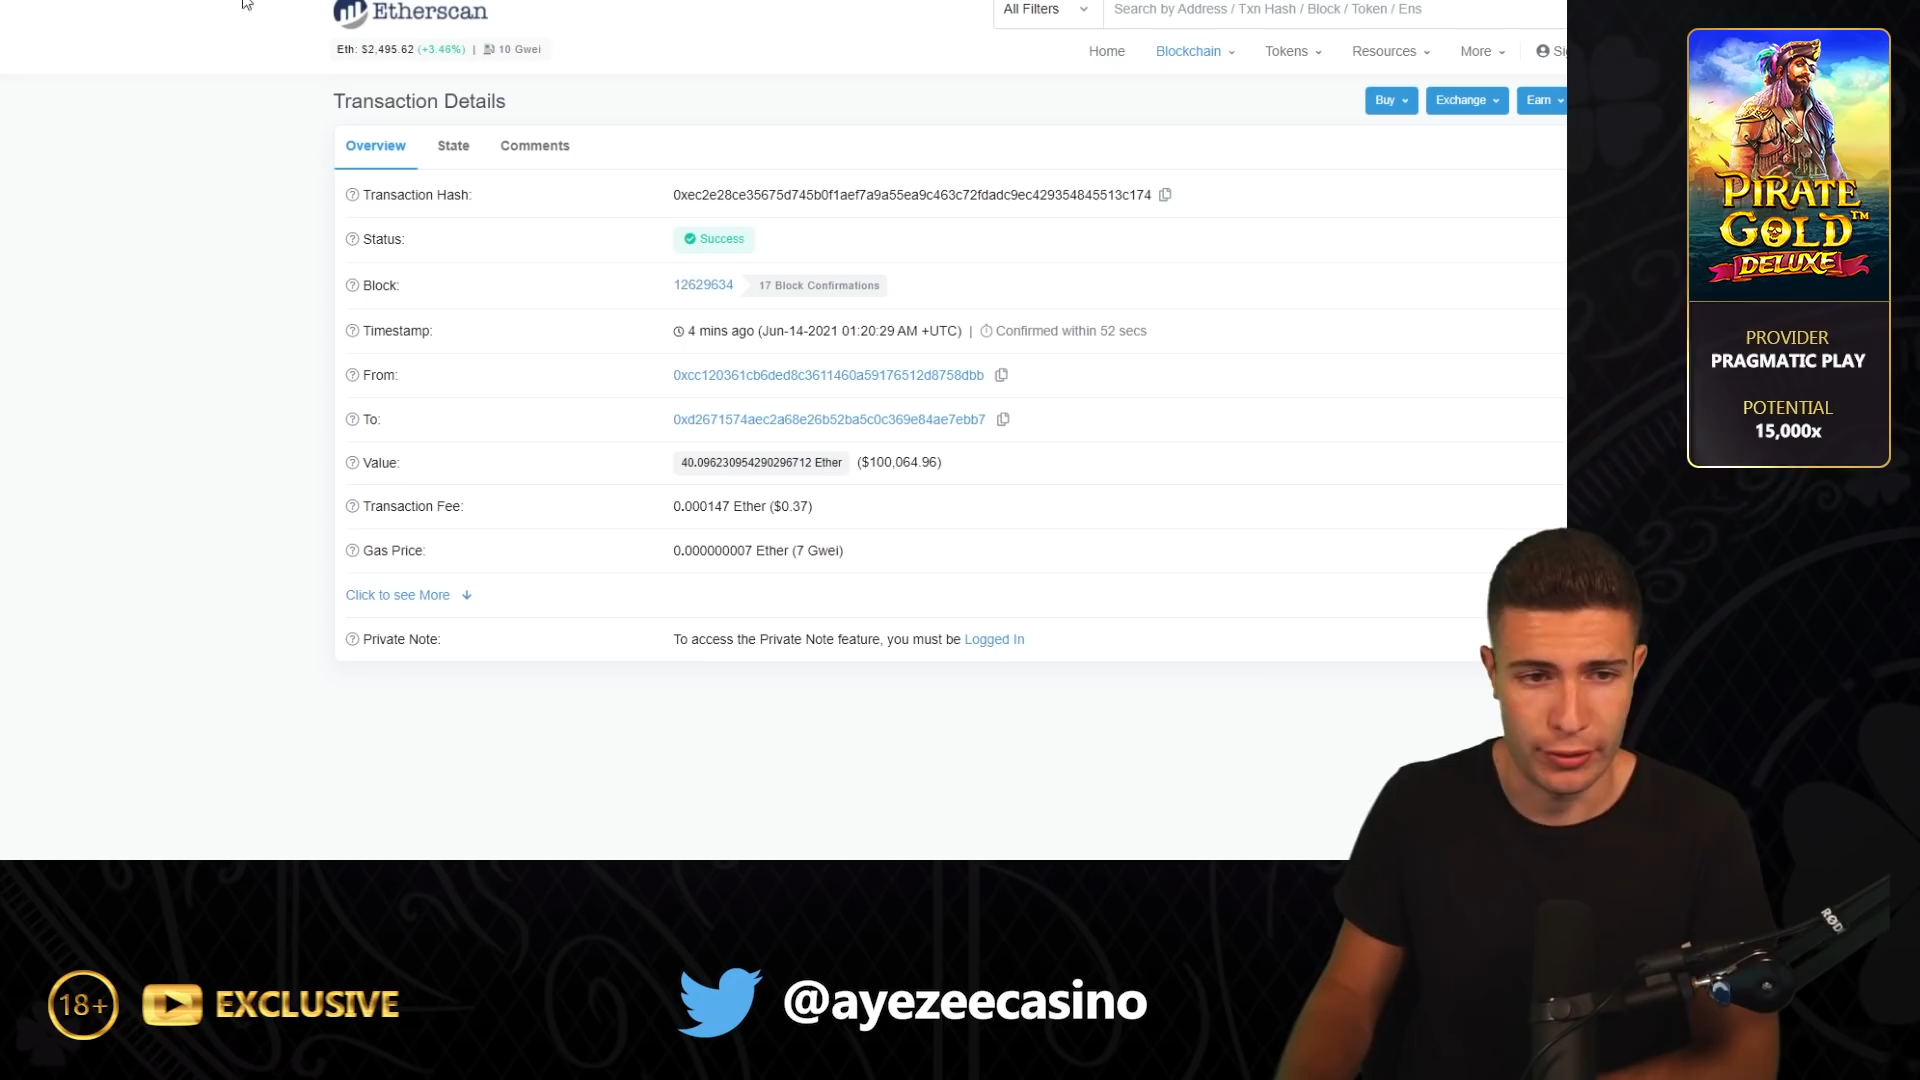 Etherscan
All Filters
Search by Address / Txn Hash / Block / Token / Ens
Eth: $2,495.62 (+3.46%) | 10 Gwei
Home Blockchain Tokens Resources More
Transaction Details
Buy Exchange Earn
Overview State Comments
Transaction Hash: 0xec2e28ce35675d745b0f1aef7a9a55ea9c463c72fdadc9ec429354845513c174
Status: Success
Block: 12629634 17 Block Confirmations
Timestamp: 4 mins ago (Jun-14-2021 01:20:29 AM +UTC) | Confirmed within 52 secs
From: 0xcc120361cb6ded8c3611460a59176512d8758dbb
To: 0xd2671574aec2a68e26b52ba5c0c369e84ae7ebb7
Value: 40.096230954290296712 Ether ($100,064.96)
Transaction Fee: 0.000147 Ether ($0.37)
Gas Price: 0.000000007 Ether (7 Gwei)
Click to see More
Private Note: To access the Private Note feature, you must be Logged In
PIRATE
GOLD™
DELUXE
PROVIDER
PRAGMATIC PLAY
POTENTIAL
15,000x
RØDE
18+ EXCLUSIVE
@ayezeecasino